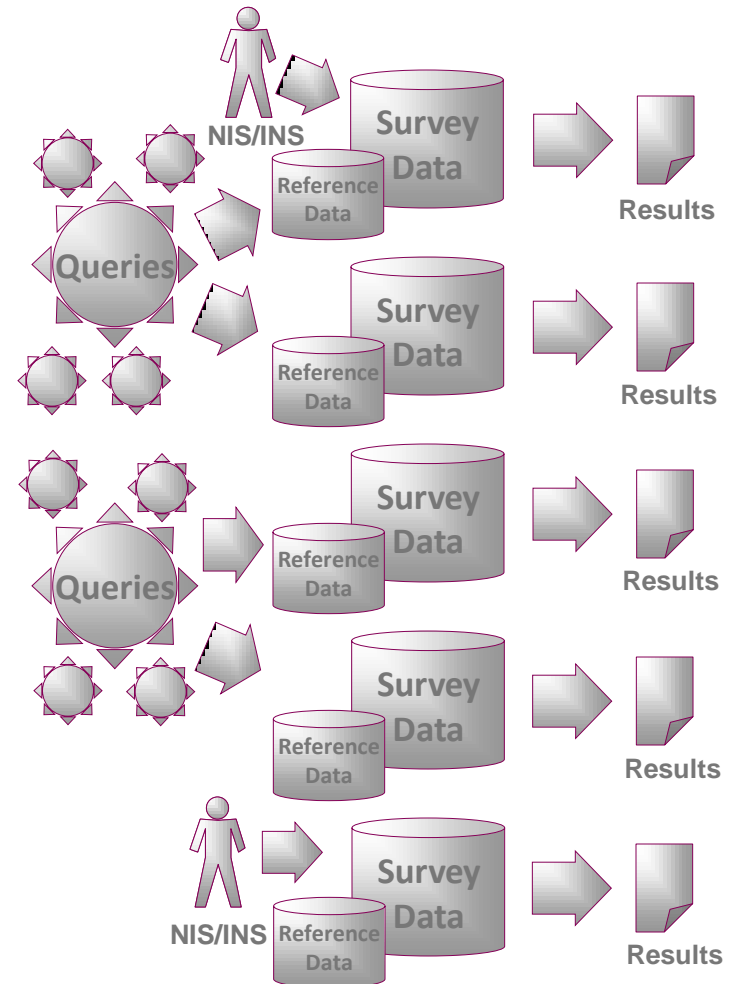 NIS/INS
Survey
Data
Reference
Data
Results
Queries
Survey
Data
Reference
Data
Results
Survey
Data
Reference
Data
Results
Queries
Survey
Data
Reference
Data
Results
NIS/INS
Survey
Data
Reference
Data
Results